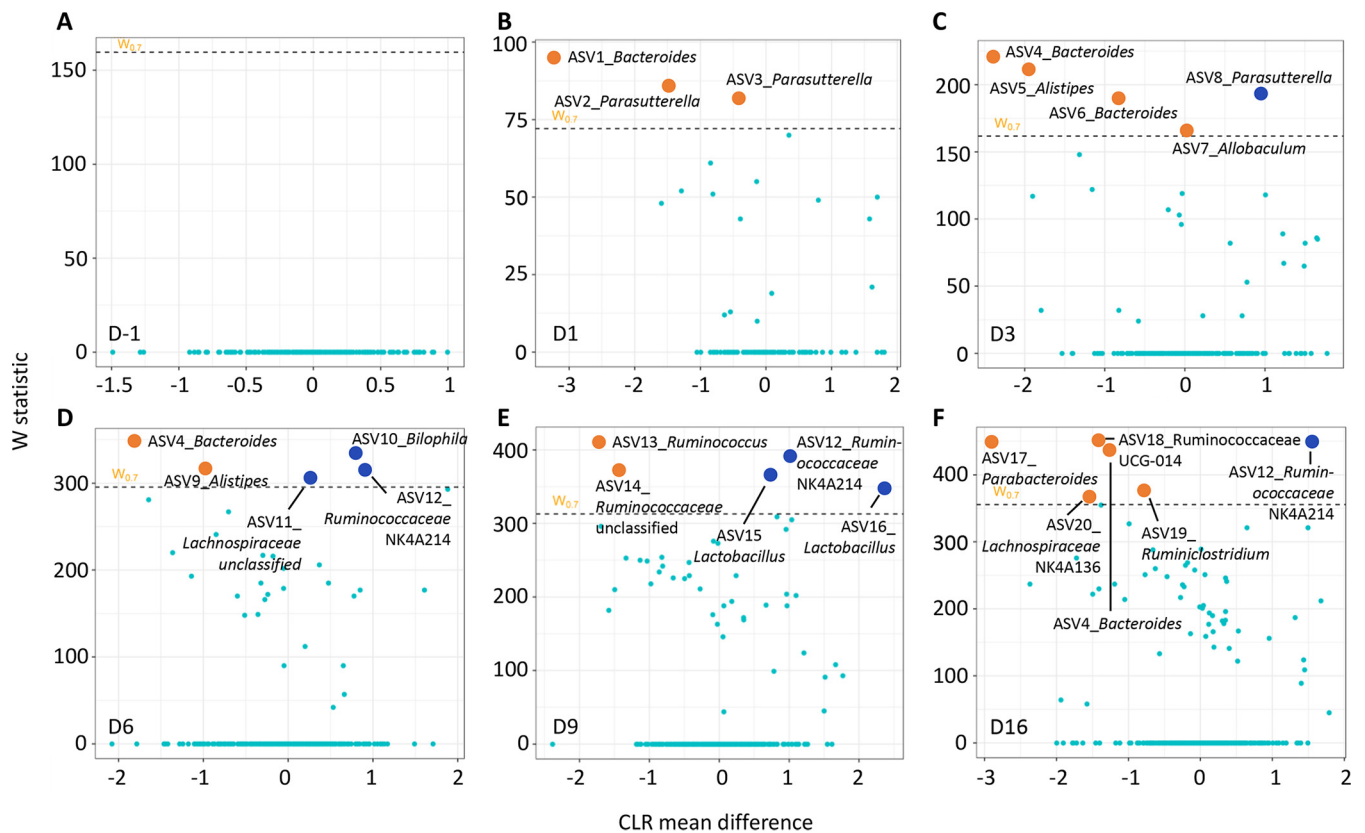 A
W0.7
150
100
50
0
D-1
-1.5
-1
-0.5
0
0.5
1
B
100
ASV1_Bacteroides
ASV3_Parasutterella
ASV2_Parasutterella
75
W0.7
50
25
0
D1
-3
-2
-1
0
1
2
C
ASV4_Bacteroides
ASV8_Parasutterella
200
ASV5_Alistipes
ASV6_Bacteroides
W0.7
ASV7_Allobaculum
150
100
50
0
D3
-2
-1
0
1
W statistic
D
ASV4_Bacteroides
ASV10_Bilophila
W0.7
ASV9_Alistipes
300
ASV12_
Ruminococcaceae
NK4A214
ASV11_
Lachnospiraceae
unclassified
200
100
0
D6
-2
-1
0
1
2
E
400
ASV13_Ruminococcus
ASV12_Rumin-
ococcaceae
NK4A214
ASV14_
Ruminococcaceae
unclassified
W0.7
ASV15
Lactobacillus
ASV16_
Lactobacillus
300
200
100
0
D9
-2
-1
0
1
2
F
ASV18_Ruminococcaceae
UCG-014
ASV17_
Parabacteroides
ASV12_Rumin-
ococcaceae
NK4A214
400
W0.7
ASV20_
Lachnospiraceae
NK4A136
ASV19_
Ruminiclostridium
ASV4_Bacteroides
300
200
100
0
D16
-3
-2
-1
0
1
2
CLR mean difference